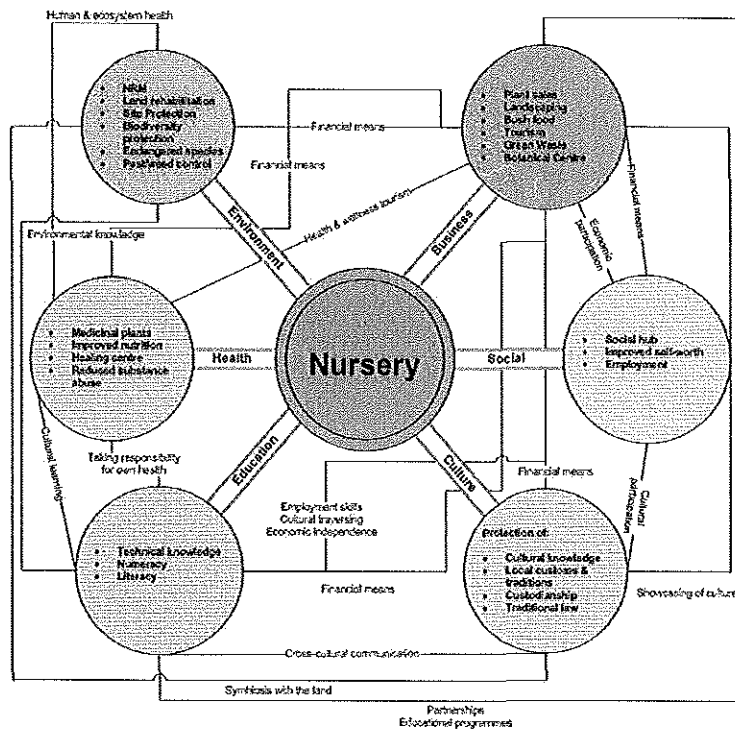 Human & ecosystem health
NRM
Land rehabilitation
Site Protection
Biodiversity
protection
Endangered species
Pest/weed control
Plant sales
Landscaping
Bush food
Tourism
Green Waste
Botanical Centre
Financial means
Financial means
Financial means
Environmental knowledge
Health & wellness tourism
Economic
participation
Environment
Business
Medicinal plants
Improved nutrition
Healing centre
Reduced substance
abuse
Health
Nursery
Social
Social hub
Improved self-worth
Employment
Cultural learning
Taking responsibility
for own health
Education
Culture
Financial means
Cultural
participation
Employment skills
Cultural traversing
Economic independence
Technical knowledge
Numeracy
Literacy
Protection of:
Cultural knowledge
Local customs &
traditions
Custodianship
Traditional law
Financial means
Showcasing of culture
Cross-cultural communication
Symbiosis with the land
Partnerships
Educational programmes